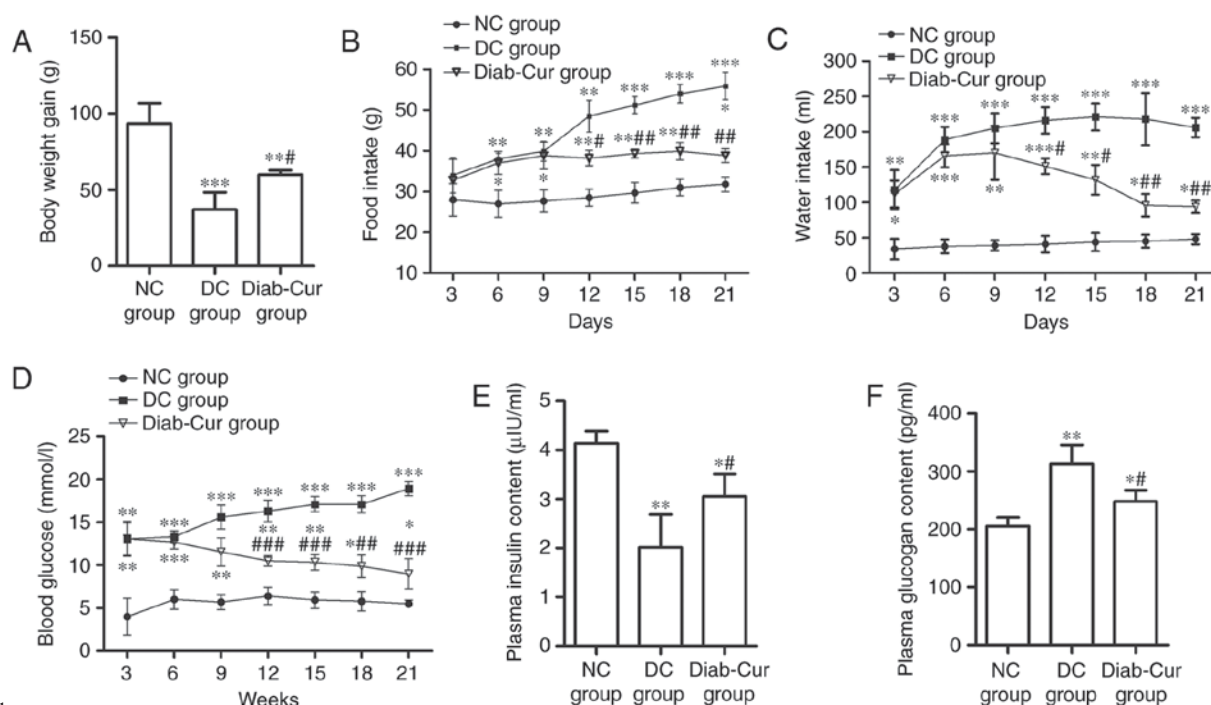 A
Body weight gain (g)
150
100
50
0
***
**#
NC group
DC group
Diab-Cur group
B
NC group
DC group
Diab-Cur group
Food intake (g)
60
50
40
30
20
10
**
**
**
***
***
***
*
*
*
**#
**##
**##
##
3 6 9 12 15 18 21
Days
C
NC group
DC group
Diab-Cur group
Water intake (ml)
300
250
200
150
100
50
0
**
***
***
***
***
***
***
*
***
**
***#
**#
*##
*##
3 6 9 12 15 18 21
Days
D
NC group
DC group
Diab-Cur group
Blood glucose (mmol/l)
25
20
15
10
5
0
**
***
***
***
***
***
***
**
***
**
**
###
**
###
*##
*
###
3 6 9 12 15 18 21
Weeks
E
Plasma insulin content (µIU/ml)
5
4
3
2
1
0
**
*#
NC group
DC group
Diab-Cur group
F
Plasma glucogan content (pg/ml)
400
300
200
100
0
**
*#
NC group
DC group
Diab-Cur group